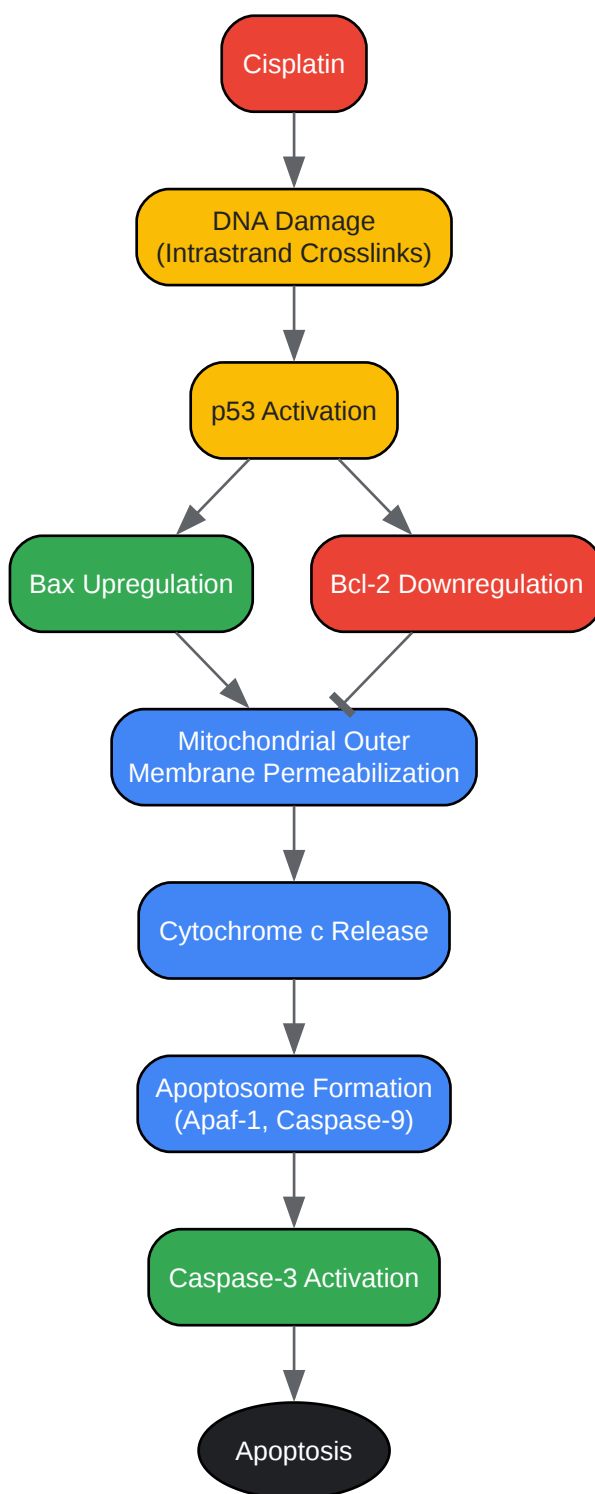 Cisplatin
DNA Damage
(Intrastrand Crosslinks)
p53 Activation
Bax Upregulation
Bcl-2 Downregulation
Mitochondrial Outer
Membrane Permeabilization
Cytochrome c Release
Apoptosome Formation
(Apaf-1, Caspase-9)
Caspase-3 Activation
Apoptosis